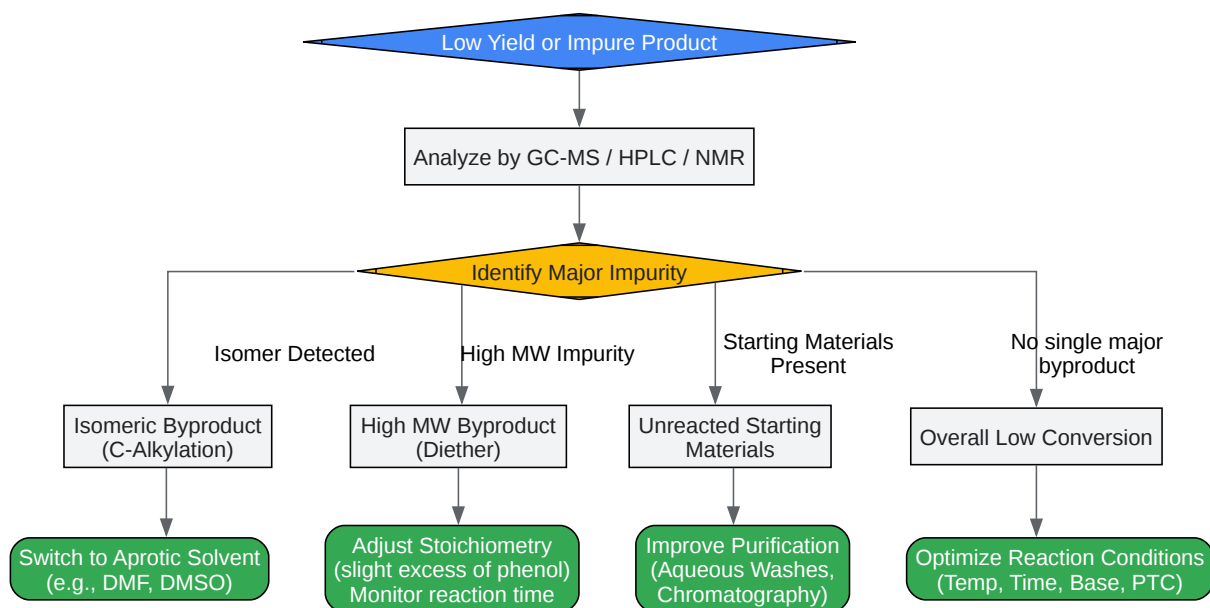 Low Yield or Impure Product
Analyze by GC-MS / HPLC / NMR
Identify Major Impurity
Isomer Detected
High MW Impurity
Starting Materials
Present
No single major
byproduct
Isomeric Byproduct
(C-Alkylation)
High MW Byproduct
(Diether)
Unreacted Starting
Materials
Overall Low Conversion
Switch to Aprotic Solvent
(e.g., DMF, DMSO)
Adjust Stoichiometry
(slight excess of phenol)
Monitor reaction time
Improve Purification
(Aqueous Washes,
Chromatography)
Optimize Reaction Conditions
(Temp, Time, Base, PTC)